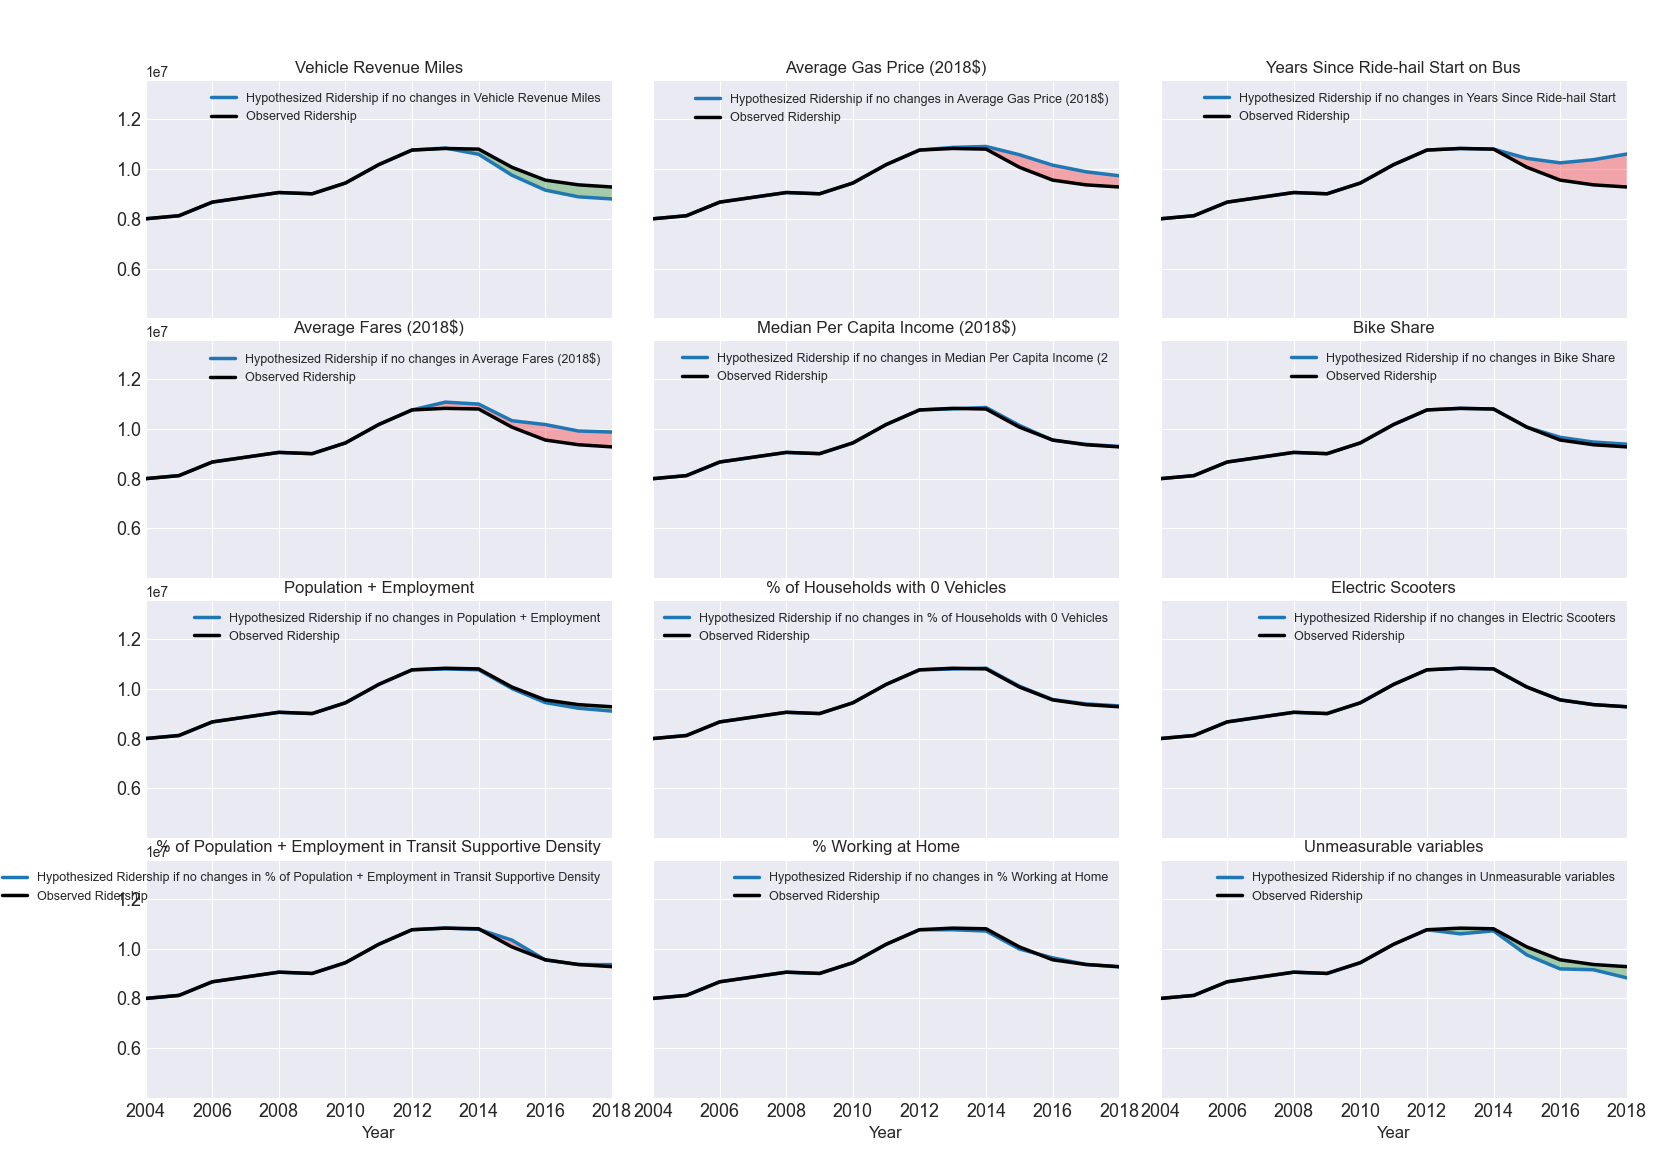 Vehicle Revenue Miles
1e7
Hypothesized Ridership if no changes in Vehicle Revenue Miles
Observed Ridership
1.2
1.0
0.8
0.6
Average Gas Price (2018$)
Hypothesized Ridership if no changes in Average Gas Price (2018$)
Observed Ridership
Years Since Ride-hail Start on Bus
Hypothesized Ridership if no changes in Years Since Ride-hail Start
Observed Ridership
Average Fares (2018$)
1e7
Hypothesized Ridership if no changes in Average Fares (2018$)
Observed Ridership
1.2
1.0
0.8
0.6
Median Per Capita Income (2018$)
Hypothesized Ridership if no changes in Median Per Capita Income (2
Observed Ridership
Bike Share
Hypothesized Ridership if no changes in Bike Share
Observed Ridership
Population + Employment
1e7
Hypothesized Ridership if no changes in Population + Employment
Observed Ridership
1.2
1.0
0.8
0.6
% of Households with 0 Vehicles
Hypothesized Ridership if no changes in % of Households with 0 Vehicles
Observed Ridership
Electric Scooters
Hypothesized Ridership if no changes in Electric Scooters
Observed Ridership
% of Population + Employment in Transit Supportive Density
1e7
Hypothesized Ridership if no changes in % of Population + Employment in Transit Supportive Density
Observed Ridership
1.2
1.0
0.8
0.6
2004 2006 2008 2010 2012 2014 2016 2018
Year
% Working at Home
Hypothesized Ridership if no changes in % Working at Home
Observed Ridership
2004 2006 2008 2010 2012 2014 2016 2018
Year
Unmeasurable variables
Hypothesized Ridership if no changes in Unmeasurable variables
Observed Ridership
2004 2006 2008 2010 2012 2014 2016 2018
Year